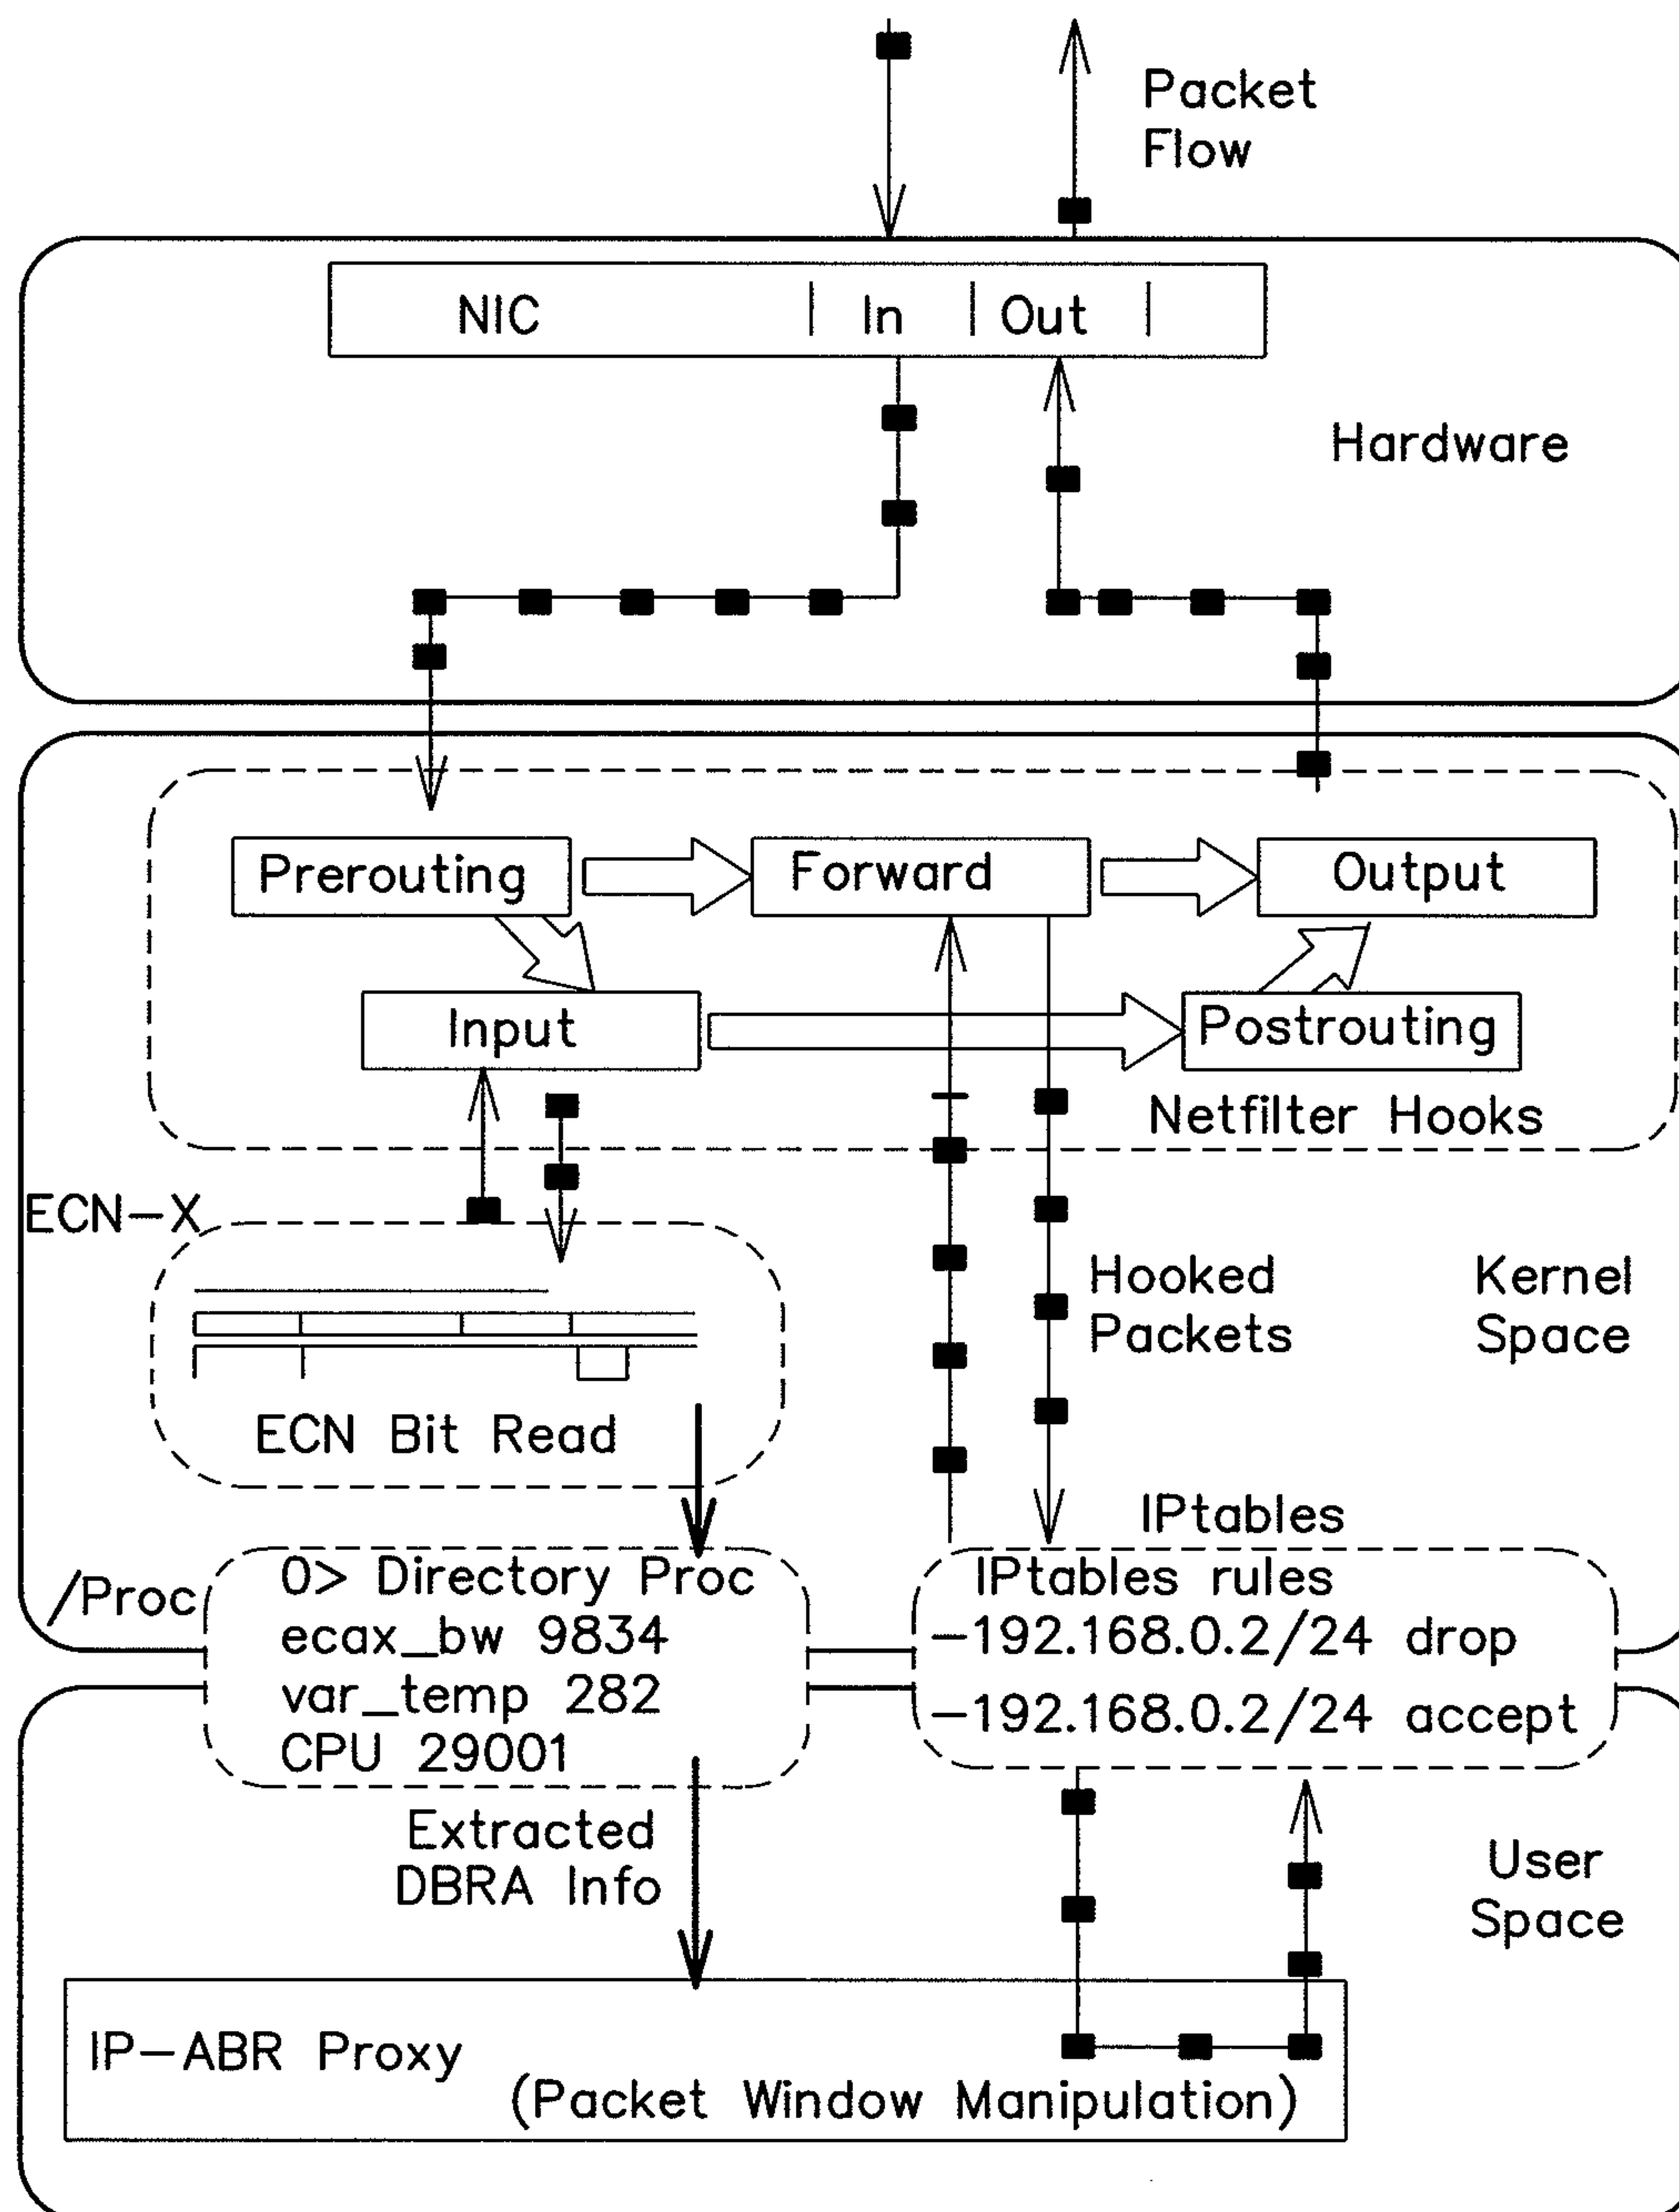 Packet
Flow
NIC | In | Out |
Hardware
Prerouting
Forward
Output
Input
Postrouting
Netfilter Hooks
ECN-X
Hooked
Packets
Kernel
Space
ECN Bit Read
IPtables
/Proc
0> Directory Proc
ecax_bw 9834
var_temp 282
CPU 29001
IPtables rules
-192.168.0.2/24 drop
-192.168.0.2/24 accept
Extracted
DBRA Info
User
Space
IP-ABR Proxy
(Packet Window Manipulation)